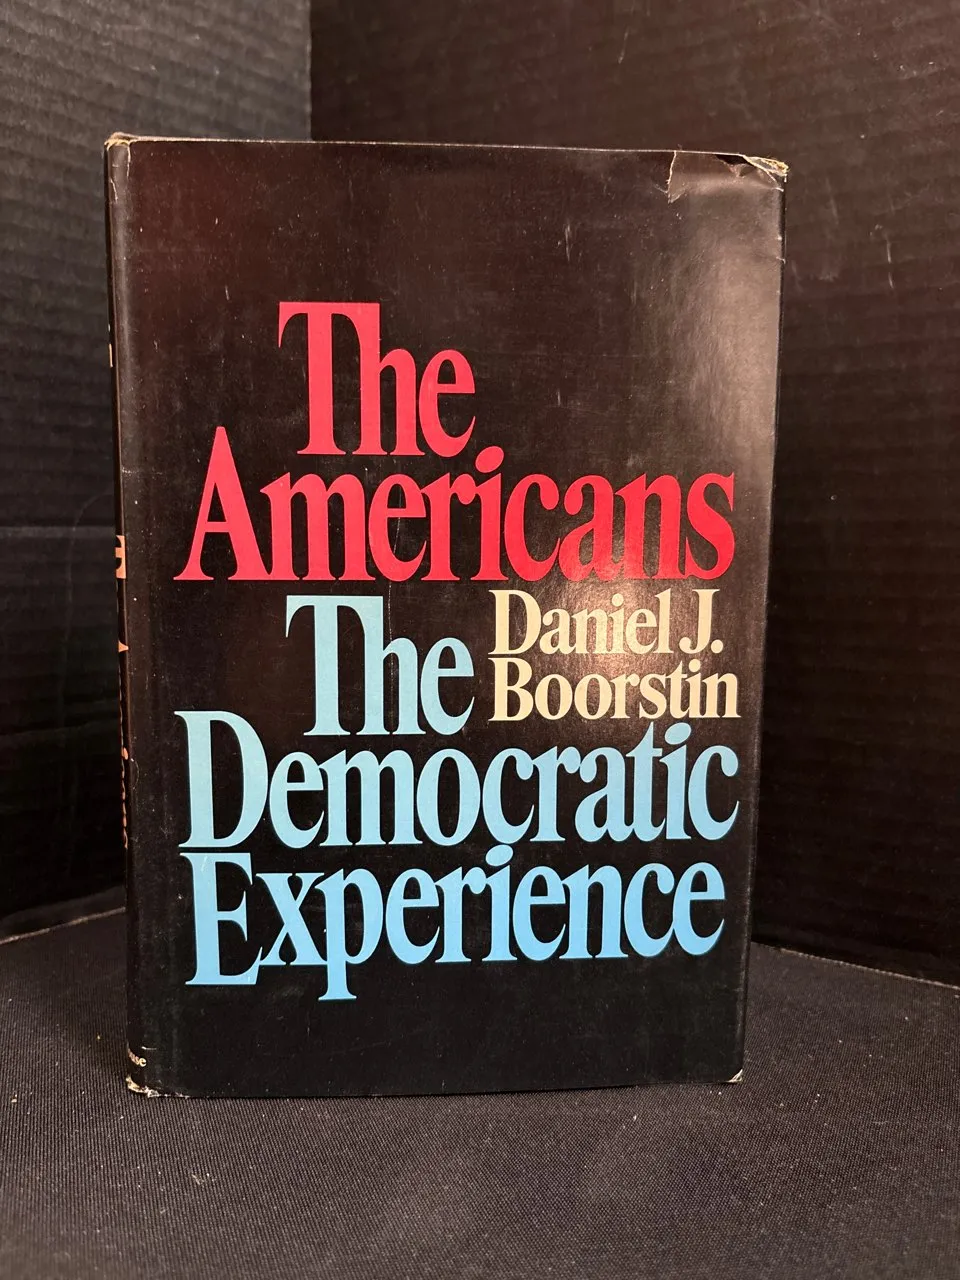 The
Americans
The
Daniel J.
Boorstin
Democratic
Experience